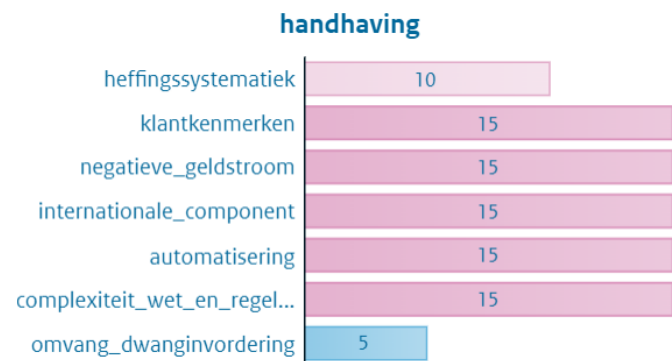 handhaving
heffingssystematiek 10
klantkenmerken 15
negatieve_geldstroom 15
internationale_component 15
automatisering 15
complexiteit_wet_en_regel... 15
omvang_dwanginvordering 5